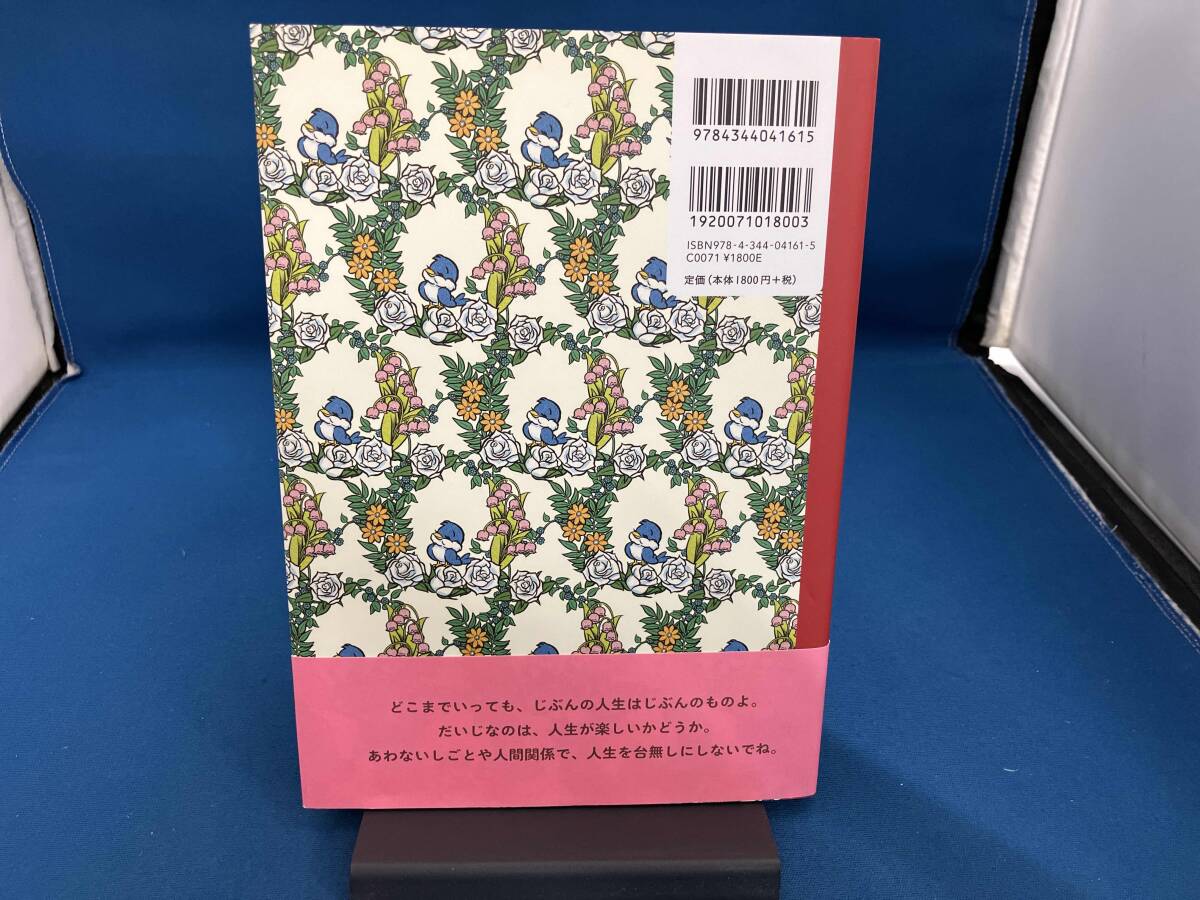 9784344041615
1920071018003
ISBN978-4-344-04161-5
C0071 ¥1800E
定価（本体1800円+税）
どこまでいっても、じぶんの人生はじぶんのものよ。
だいじなのは、人生が楽しいかどうか。
あわないしごとや人間関係で、人生を台無しにしないでね。